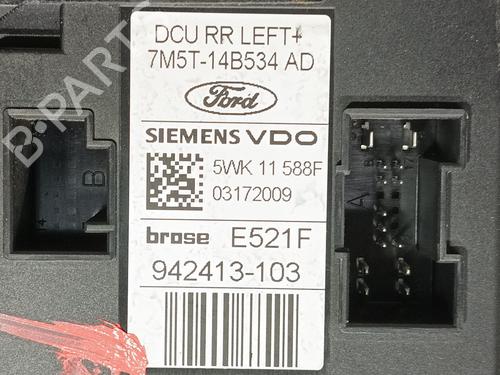 DCU RR LEFT+
7M5T-14B534 AD
Ford
SIEMENS VDO
5WK 11 588F
03172009
brose E521F
942413-103
B
A
B-PARTS